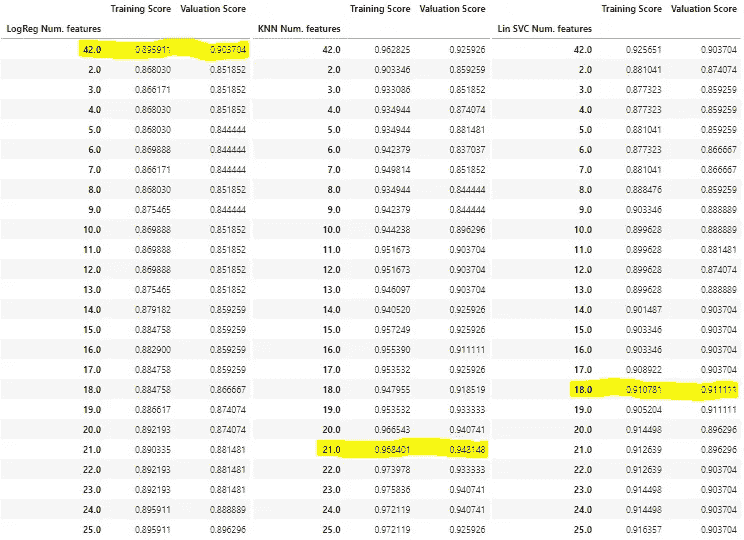 Training Score Valuation Score Training Score Valuation Score Training Score Valuation Score
LogReg Num. features KNN Num. features Lin SVC Num. features
42.0 0.895911 0.903704 42.0 0.962825 0.925926 42.0 0.925651 0.903704
2.0 0.868030 0.851852 2.0 0.903346 0.859259 2.0 0.881041 0.874074
3.0 0.866171 0.851852 3.0 0.933086 0.851852 3.0 0.877323 0.859259
4.0 0.868030 0.851852 4.0 0.934944 0.874074 4.0 0.877323 0.859259
5.0 0.868030 0.844444 5.0 0.934944 0.881481 5.0 0.881041 0.859259
6.0 0.869888 0.844444 6.0 0.942379 0.837037 6.0 0.877323 0.866667
7.0 0.866171 0.844444 7.0 0.949814 0.851852 7.0 0.881041 0.866667
8.0 0.868030 0.851852 8.0 0.934944 0.844444 8.0 0.888476 0.859259
9.0 0.875465 0.844444 9.0 0.942379 0.844444 9.0 0.903346 0.888889
10.0 0.869888 0.851852 10.0 0.944238 0.896296 10.0 0.899628 0.888889
11.0 0.869888 0.851852 11.0 0.951673 0.903704 11.0 0.899628 0.881481
12.0 0.869888 0.851852 12.0 0.951673 0.903704 12.0 0.899628 0.874074
13.0 0.875465 0.851852 13.0 0.946097 0.903704 13.0 0.899628 0.888889
14.0 0.879182 0.859259 14.0 0.940520 0.925926 14.0 0.901487 0.903704
15.0 0.884758 0.859259 15.0 0.957249 0.925926 15.0 0.903346 0.903704
16.0 0.882900 0.859259 16.0 0.955390 0.911111 16.0 0.903346 0.903704
17.0 0.884758 0.859259 17.0 0.953532 0.925926 17.0 0.908922 0.903704
18.0 0.884758 0.866667 18.0 0.947955 0.918519 18.0 0.910781 0.911111
19.0 0.886617 0.874074 19.0 0.953532 0.933333 19.0 0.905204 0.911111
20.0 0.892193 0.874074 20.0 0.966543 0.940741 20.0 0.914498 0.896296
21.0 0.890335 0.881481 21.0 0.968401 0.948148 21.0 0.912639 0.896296
22.0 0.892193 0.881481 22.0 0.973978 0.933333 22.0 0.912639 0.903704
23.0 0.892193 0.881481 23.0 0.975836 0.940741 23.0 0.914498 0.903704
24.0 0.895911 0.888889 24.0 0.972119 0.940741 24.0 0.914498 0.903704
25.0 0.895911 0.896296 25.0 0.972119 0.925926 25.0 0.916357 0.903704